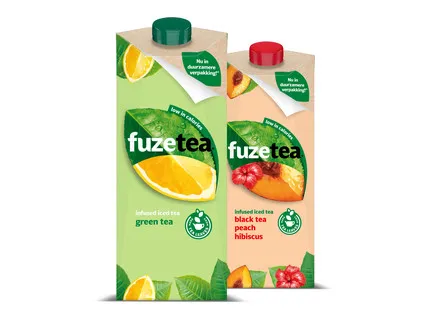 Nu in
duurzamere
verpakking!*
low in calories
fuzetea
infused iced tea
green tea
Nu in
duurzamere
verpakking!*
low in calories
fuzetea
infused iced tea
black tea
peach
hibiscus